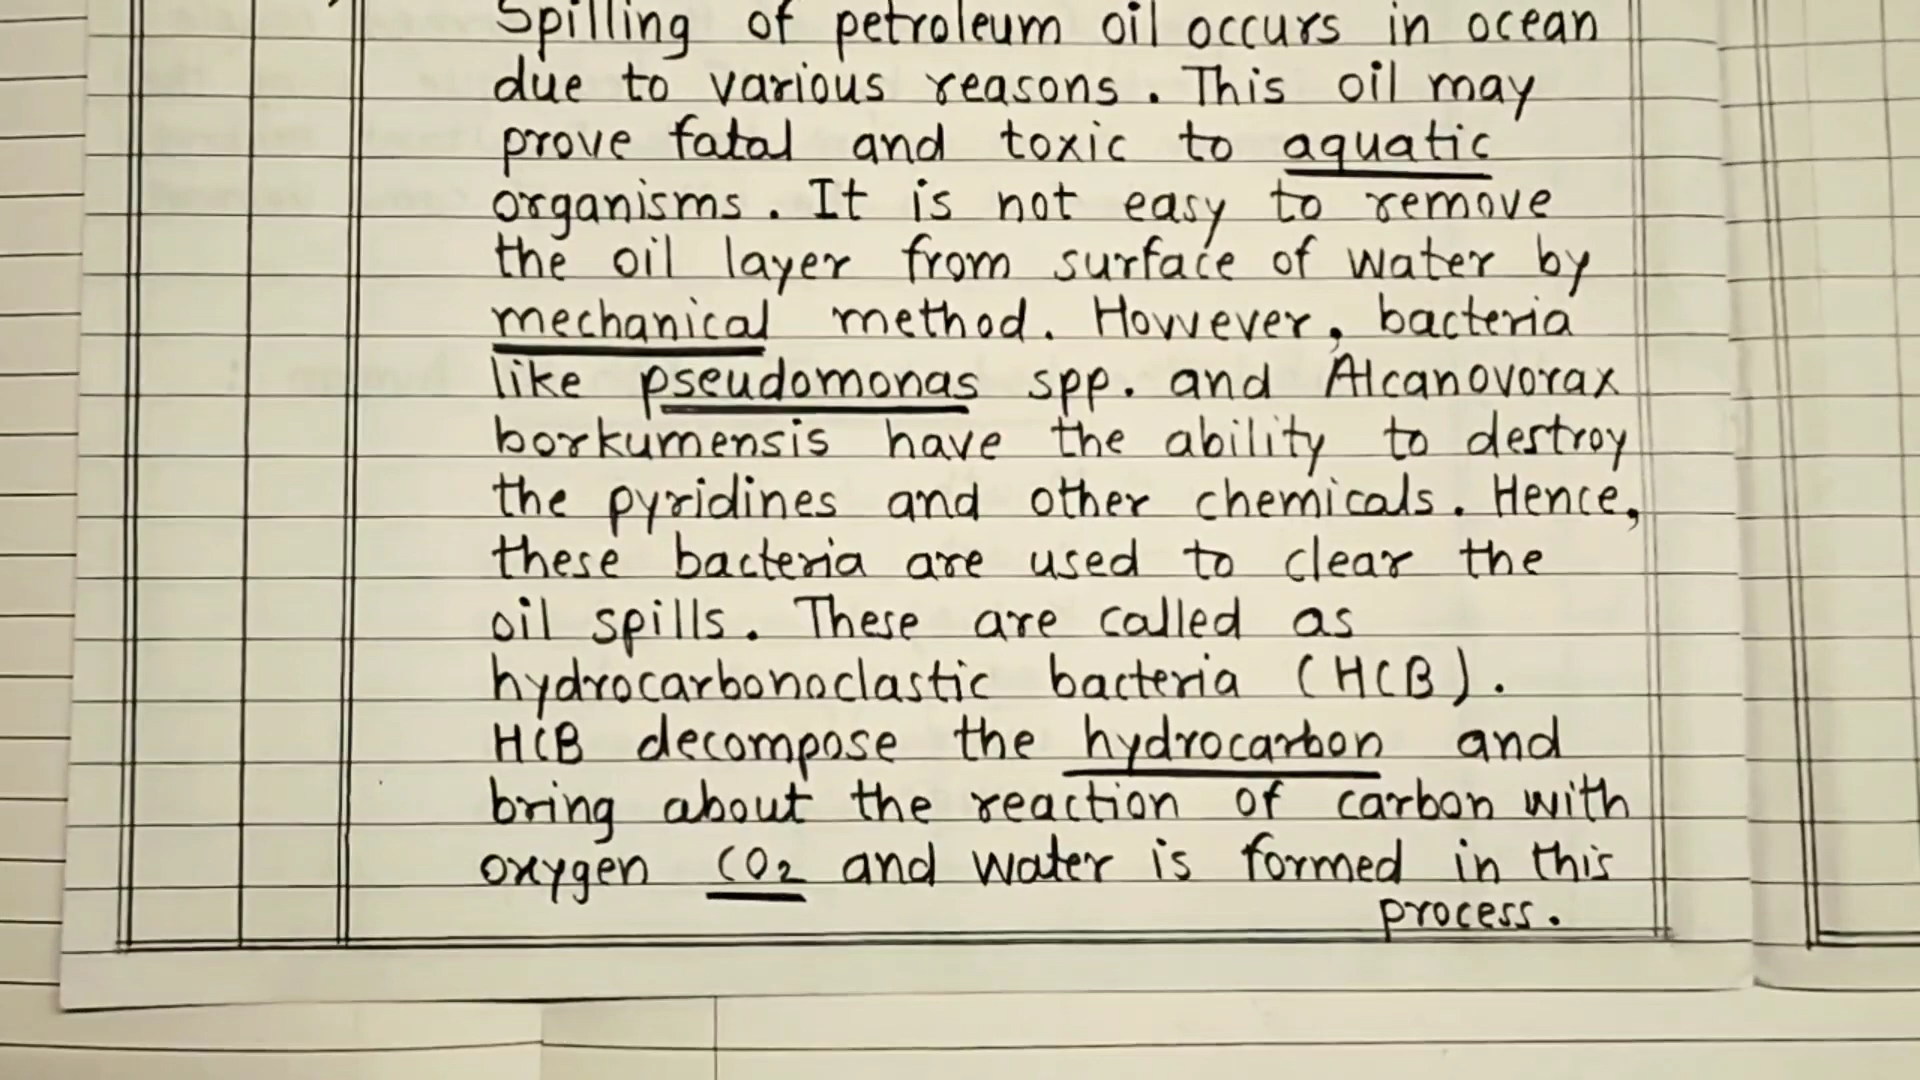 Spilling of petroleum oil occurs in ocean
due to various reasons. This oil may
prove fatal and toxic to aquatic
organisms. It is not easy to remove
the oil layer from surface of water by
mechanical method. However, bacteria
like pseudomonas spp. and Alcanovorax
borkumensis have the ability to destroy
the pyridines and other chemicals. Hence,
these bacteria are used to clear the
oil spills. These are called as
hydrocarbonoclastic bacteria (HCB).
HCB decompose the hydrocarbon and
bring about the reaction of carbon with
oxygen CO2 and water is formed in this
process.